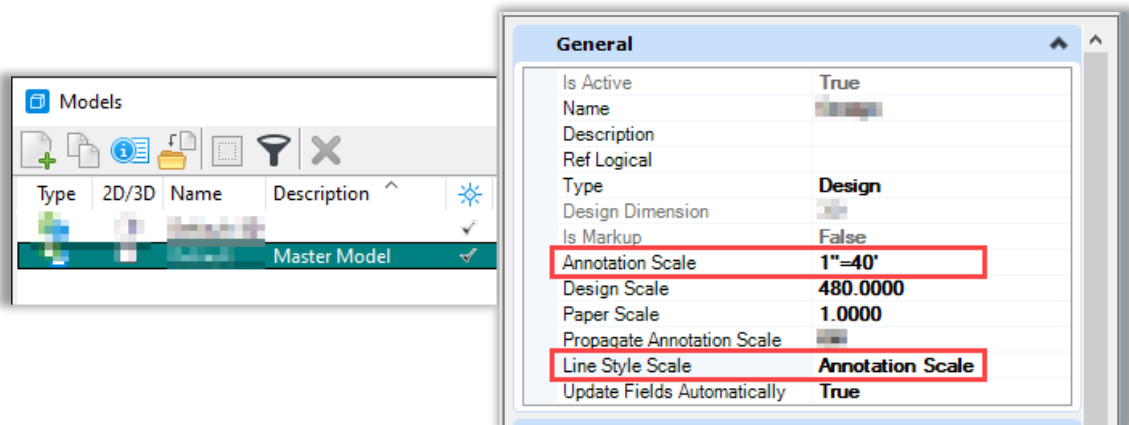 Models
Type 2D/3D Name Description
Master Model
General
Is Active True
Name
Description
Ref Logical
Type Design
Design Dimension
Is Markup False
Annotation Scale 1"=40'
Design Scale 480.0000
Paper Scale 1.0000
Propagate Annotation Scale
Line Style Scale Annotation Scale
Update Fields Automatically True